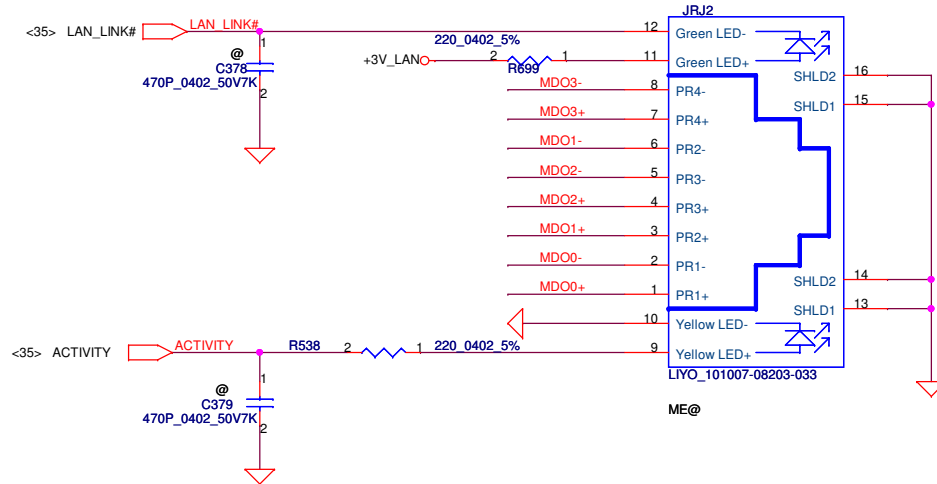 JRJ2
<35> LAN_LINK# LAN_LINK# 12 Green LED-
220_0402_5%
@ 1 +3V_LAN 2 R699 1 11 Green LED+
C378
470P_0402_50V7K
2
SHLD2 16
MDO3- 8 PR4-
SHLD1 15
MDO3+ 7 PR4+
MDO1- 6 PR2-
MDO2- 5 PR3-
MDO2+ 4 PR3+
MDO1+ 3 PR2+
MDO0- 2 PR1-
SHLD2 14
MDO0+ 1 PR1+
SHLD1 13
10 Yellow LED-
<35> ACTIVITY ACTIVITY R538 2 1 220_0402_5% 9 Yellow LED+
LIYO_101007-08203-033
@ 1
C379
470P_0402_50V7K
2
ME@